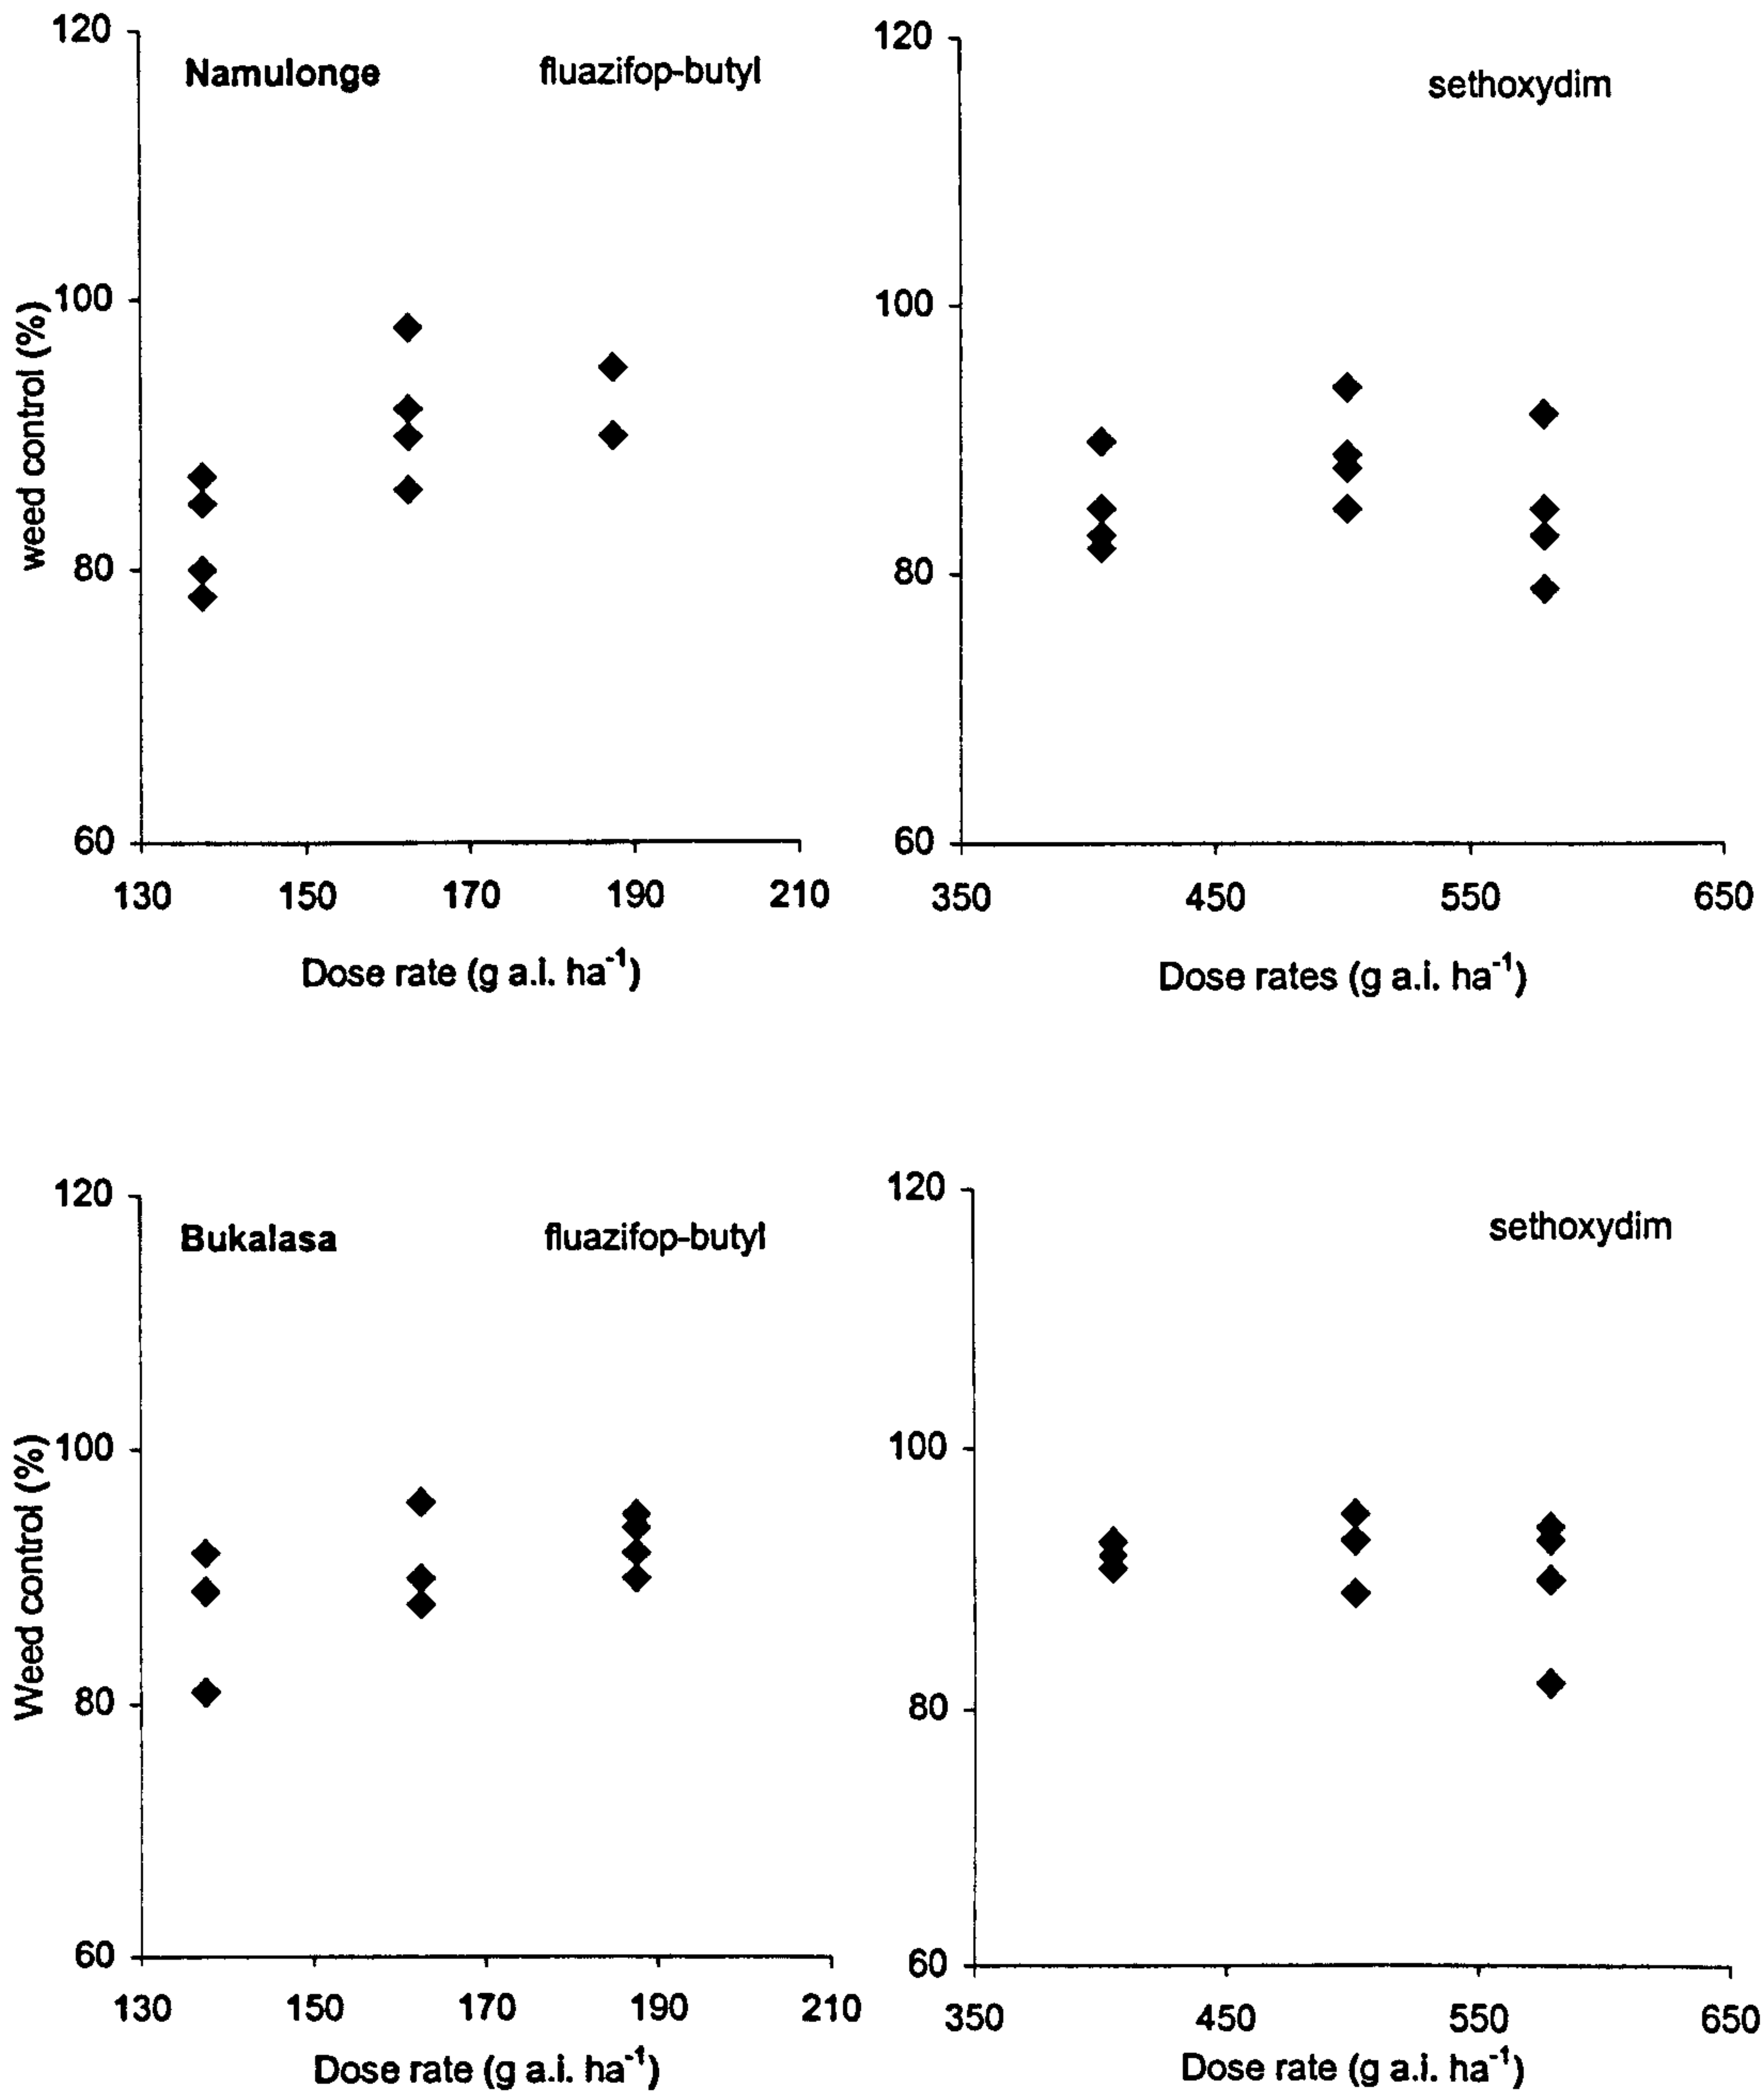 120
Namulonge fluazifop-butyl
100
80
60
weed control (%)
130 150 170 190 210
Dose rate (g a.i. ha⁻¹)
120
sethoxydim
100
80
60
350 450 550 650
Dose rates (g a.i. ha⁻¹)
120
Bukalasa fluazifop-butyl
100
80
60
Weed control (%)
130 150 170 190 210
Dose rate (g a.i. ha⁻¹)
120
sethoxydim
100
80
60
350 450 550 650
Dose rate (g a.i. ha⁻¹)